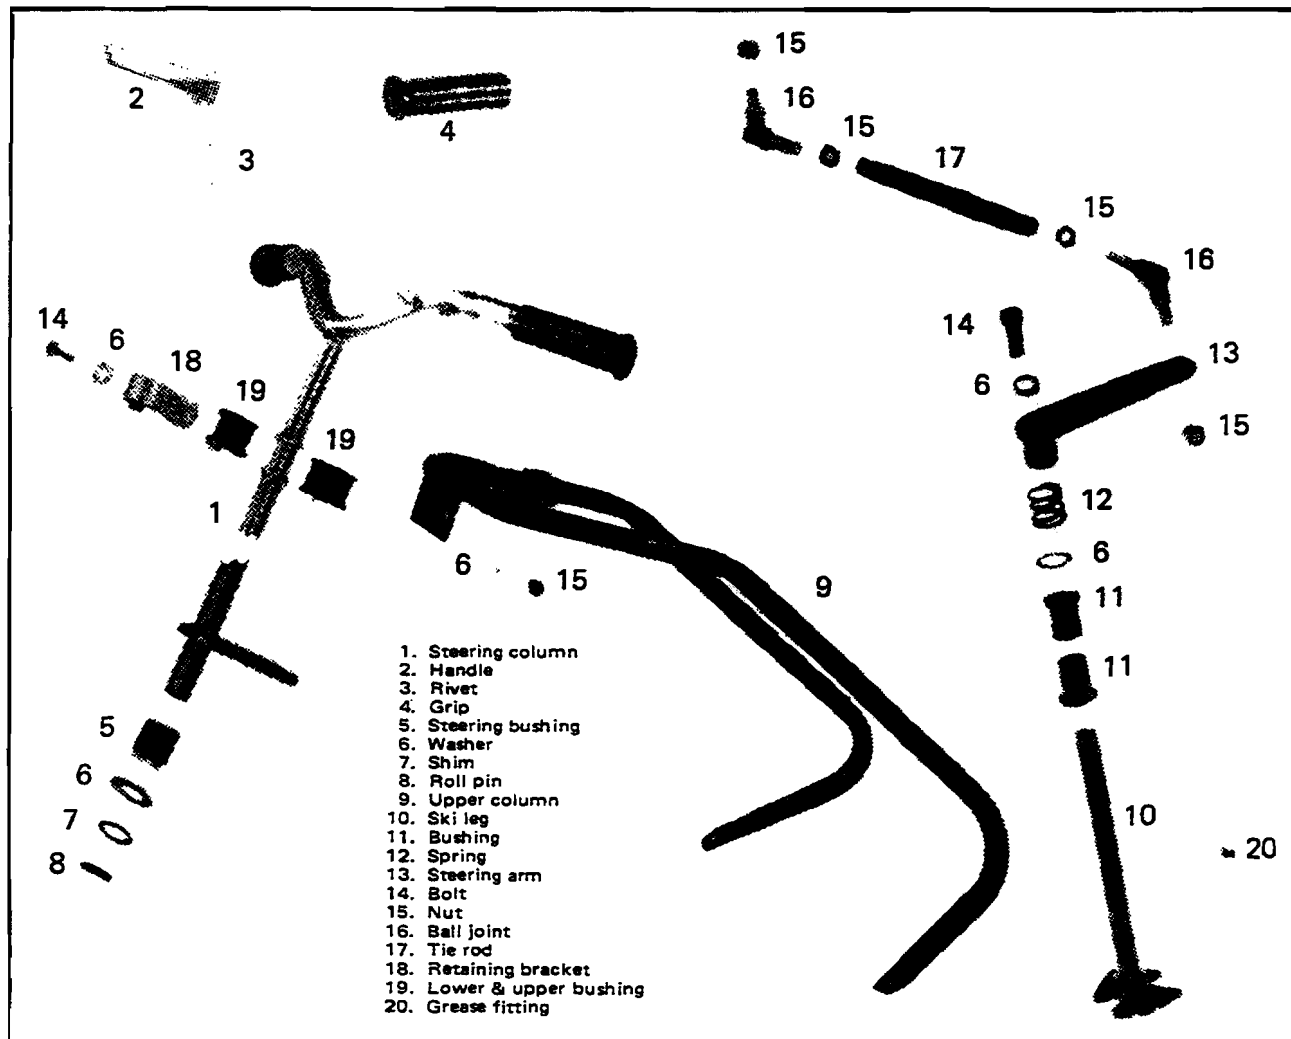 15
2
4
16
15
17
3
15
16
14
6
18
19
19
14
6
13
15
1
12
6
6
15
9
11
11
1. Steering column
2. Handle
3. Rivet
4. Grip
5. Steering bushing
6. Washer
7. Shim
8. Roll pin
9. Upper column
10. Ski leg
11. Bushing
12. Spring
13. Steering arm
14. Bolt
15. Nut
16. Ball joint
17. Tie rod
18. Retaining bracket
19. Lower & upper bushing
20. Grease fitting
5
6
7
8
10
20